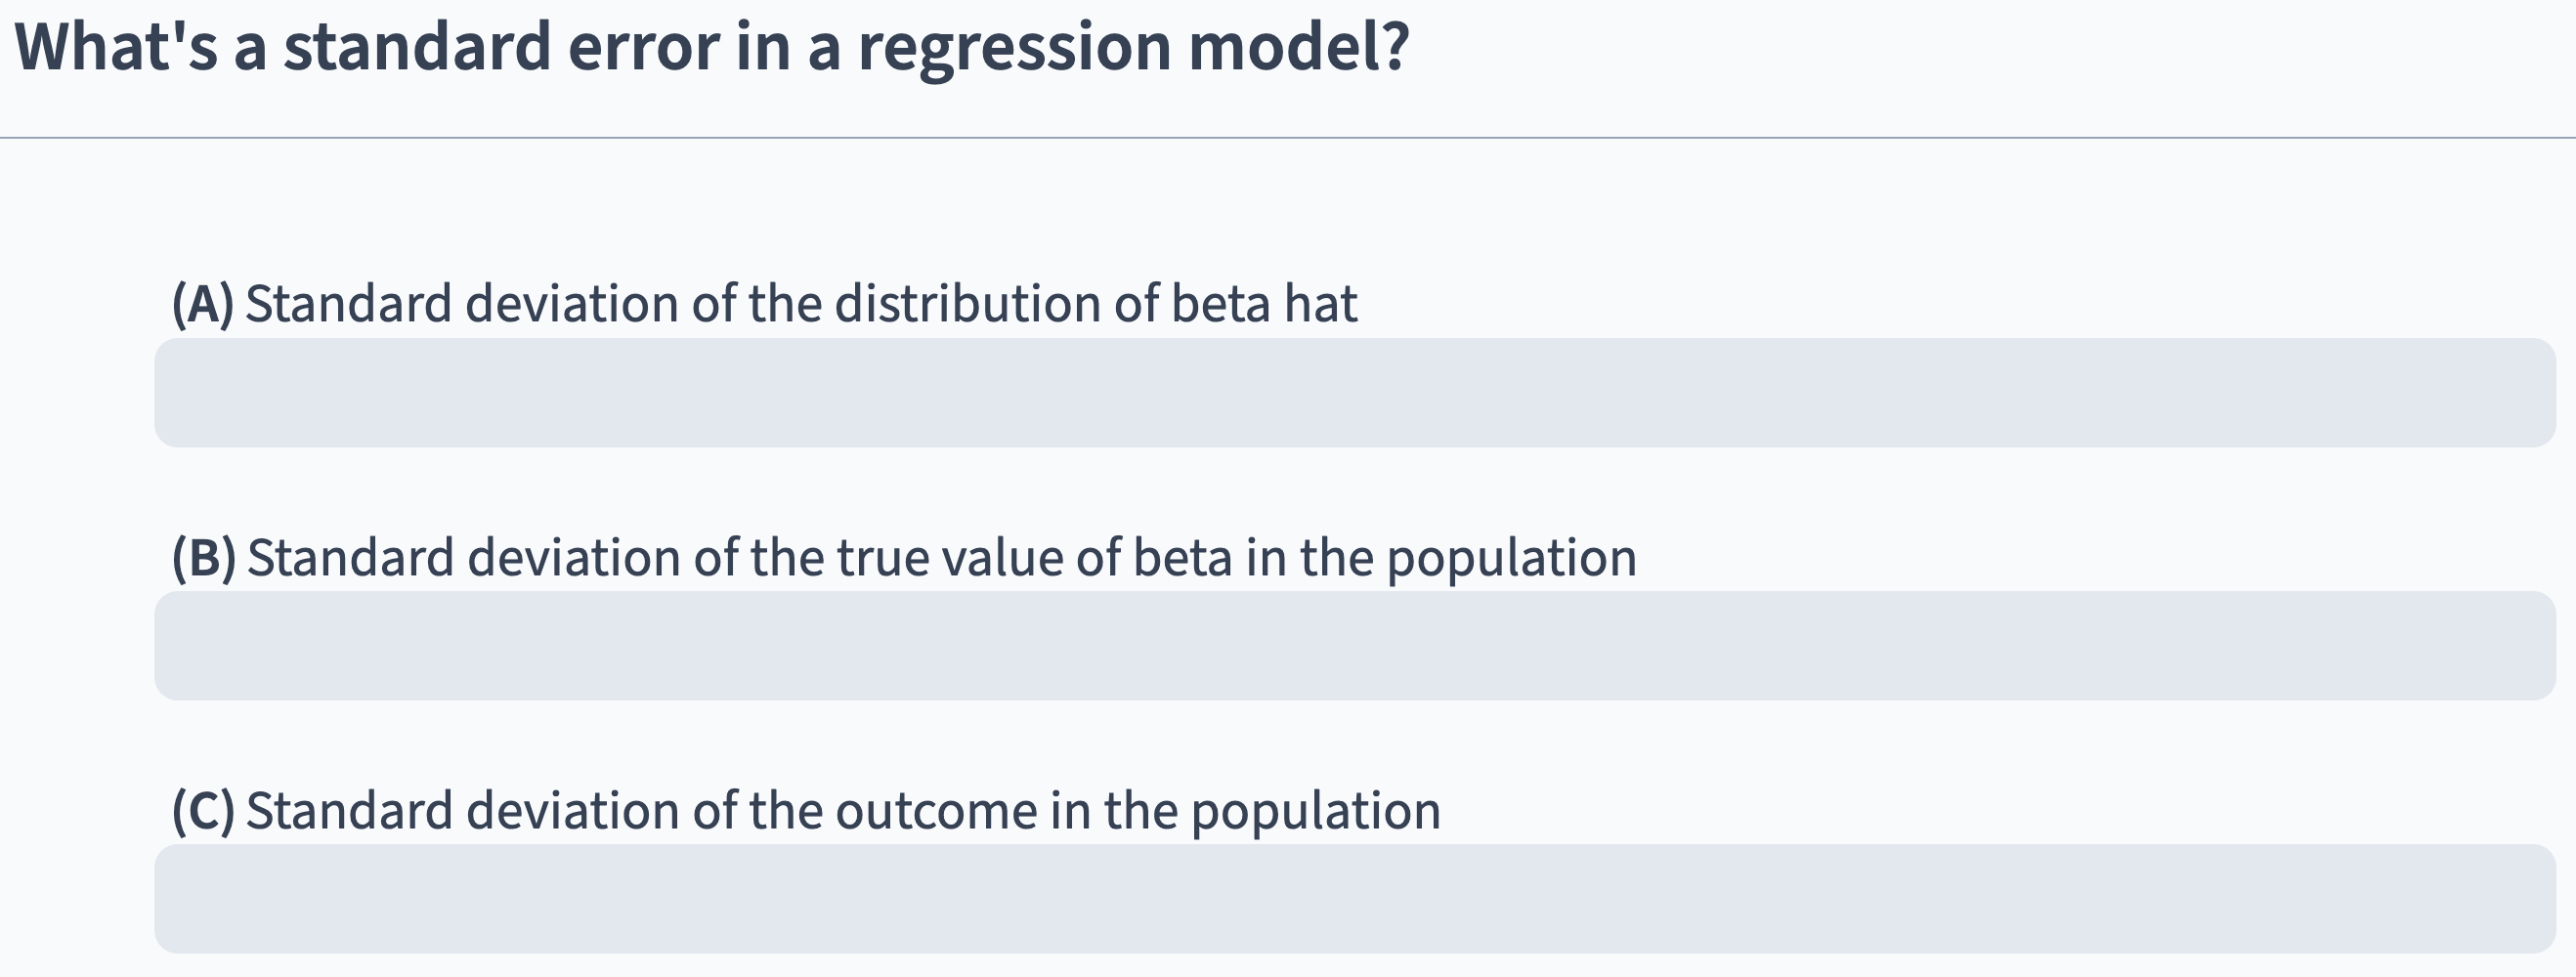 What's a standard error in a regression model?
(A) Standard deviation of the distribution of beta hat
(B) Standard deviation of the true value of beta in the population
(C) Standard deviation of the outcome in the population